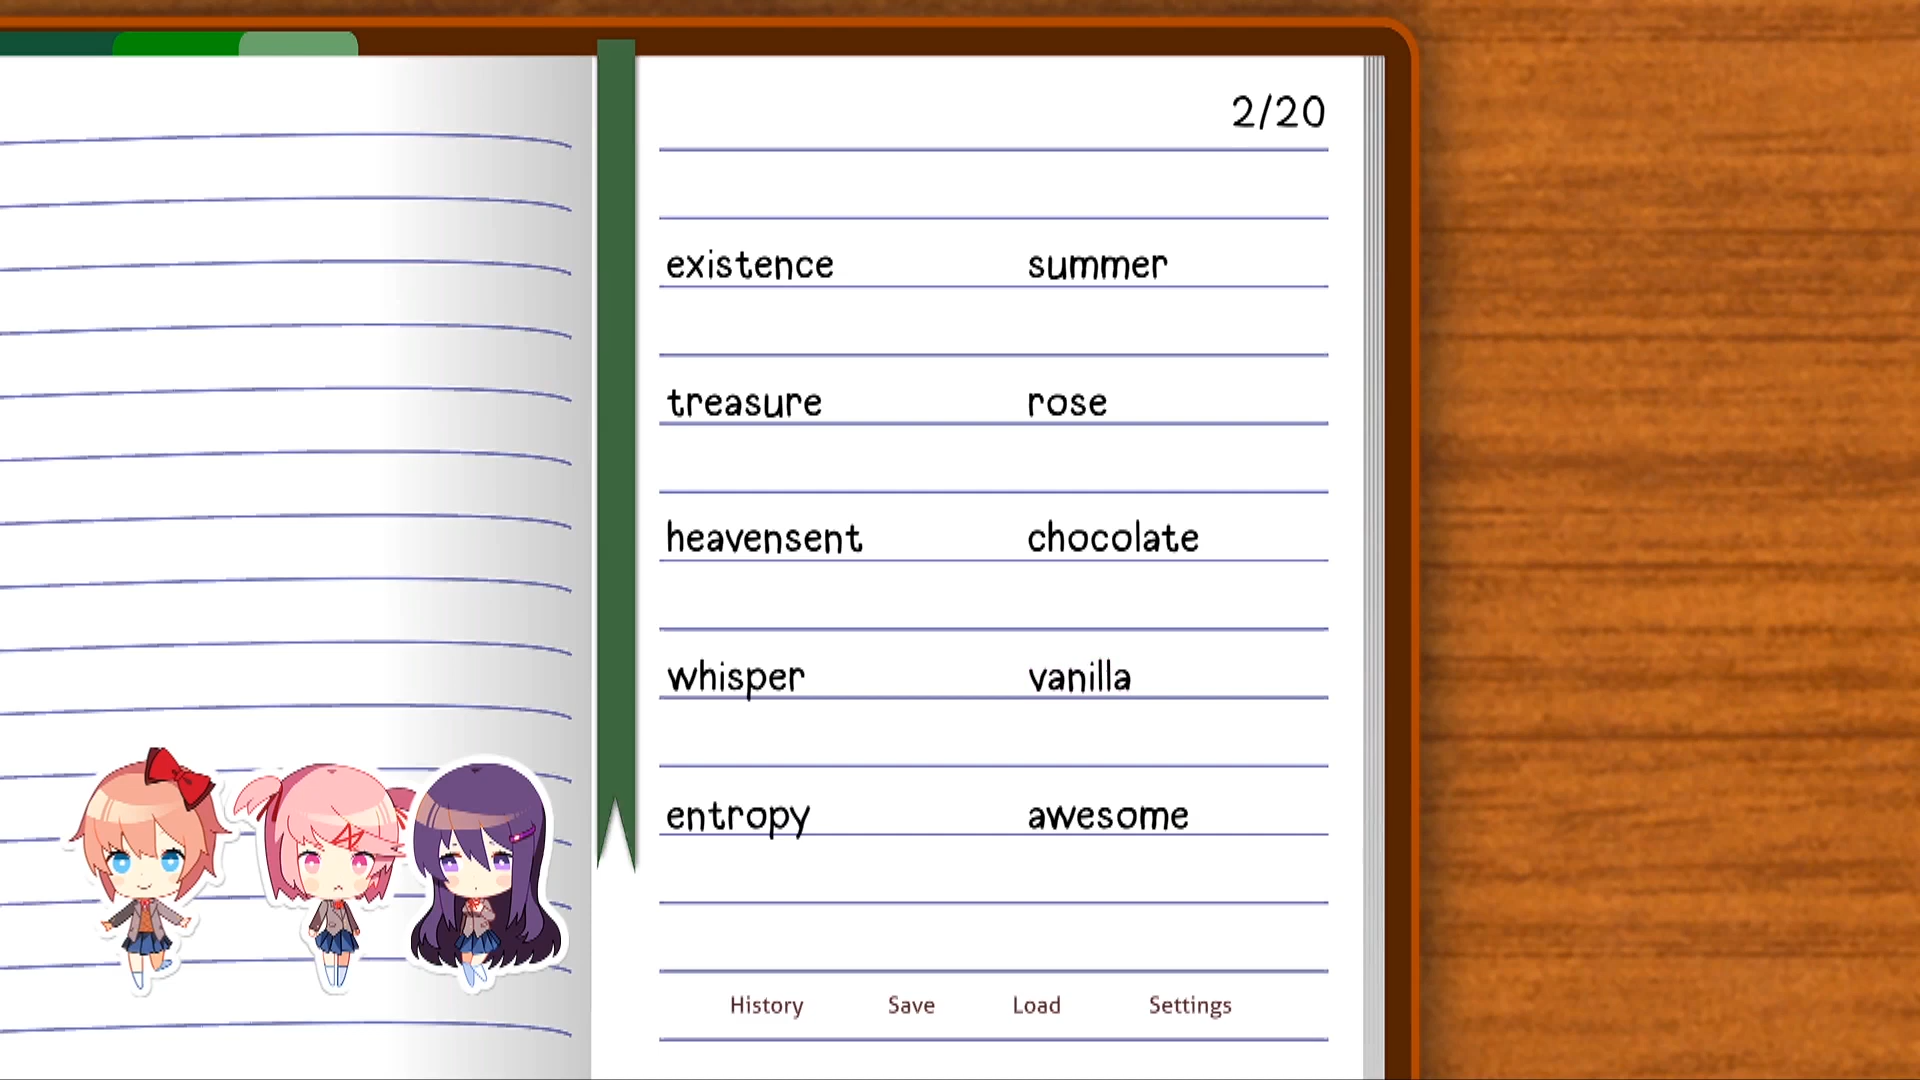 2/20
existence summer
treasure rose
heavensent chocolate
whisper vanilla
entropy awesome
History Save Load Settings